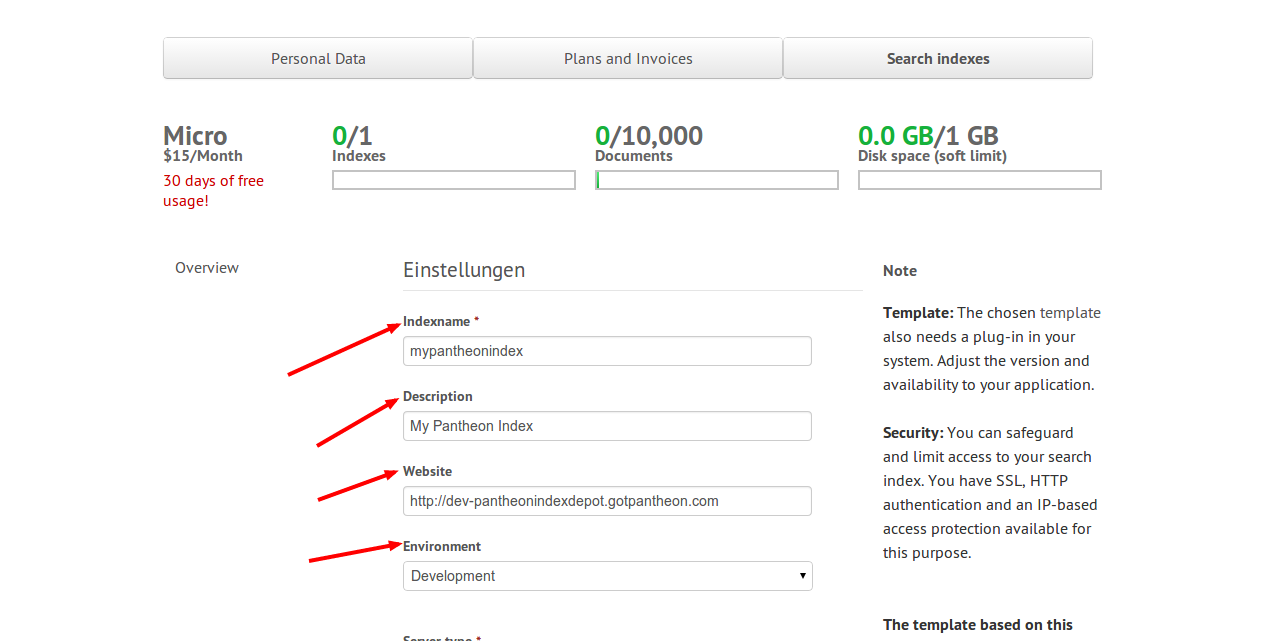 Personal Data
Plans and Invoices
Search indexes
Micro
$15/Month
30 days of free
usage!
0/1
Indexes
0/10,000
Documents
0.0 GB/1 GB
Disk space (soft limit)
Overview
Einstellungen
Indexname *
mypantheonindex
Description
My Pantheon Index
Website
http://dev-pantheonindexdepot.gotpantheon.com
Environment
Development
Server type *
Note
Template: The chosen template
also needs a plug-in in your
system. Adjust the version and
availability to your application.
Security: You can safeguard
and limit access to your search
index. You have SSL, HTTP
authentication and an IP-based
access protection available for
this purpose.
The template based on this